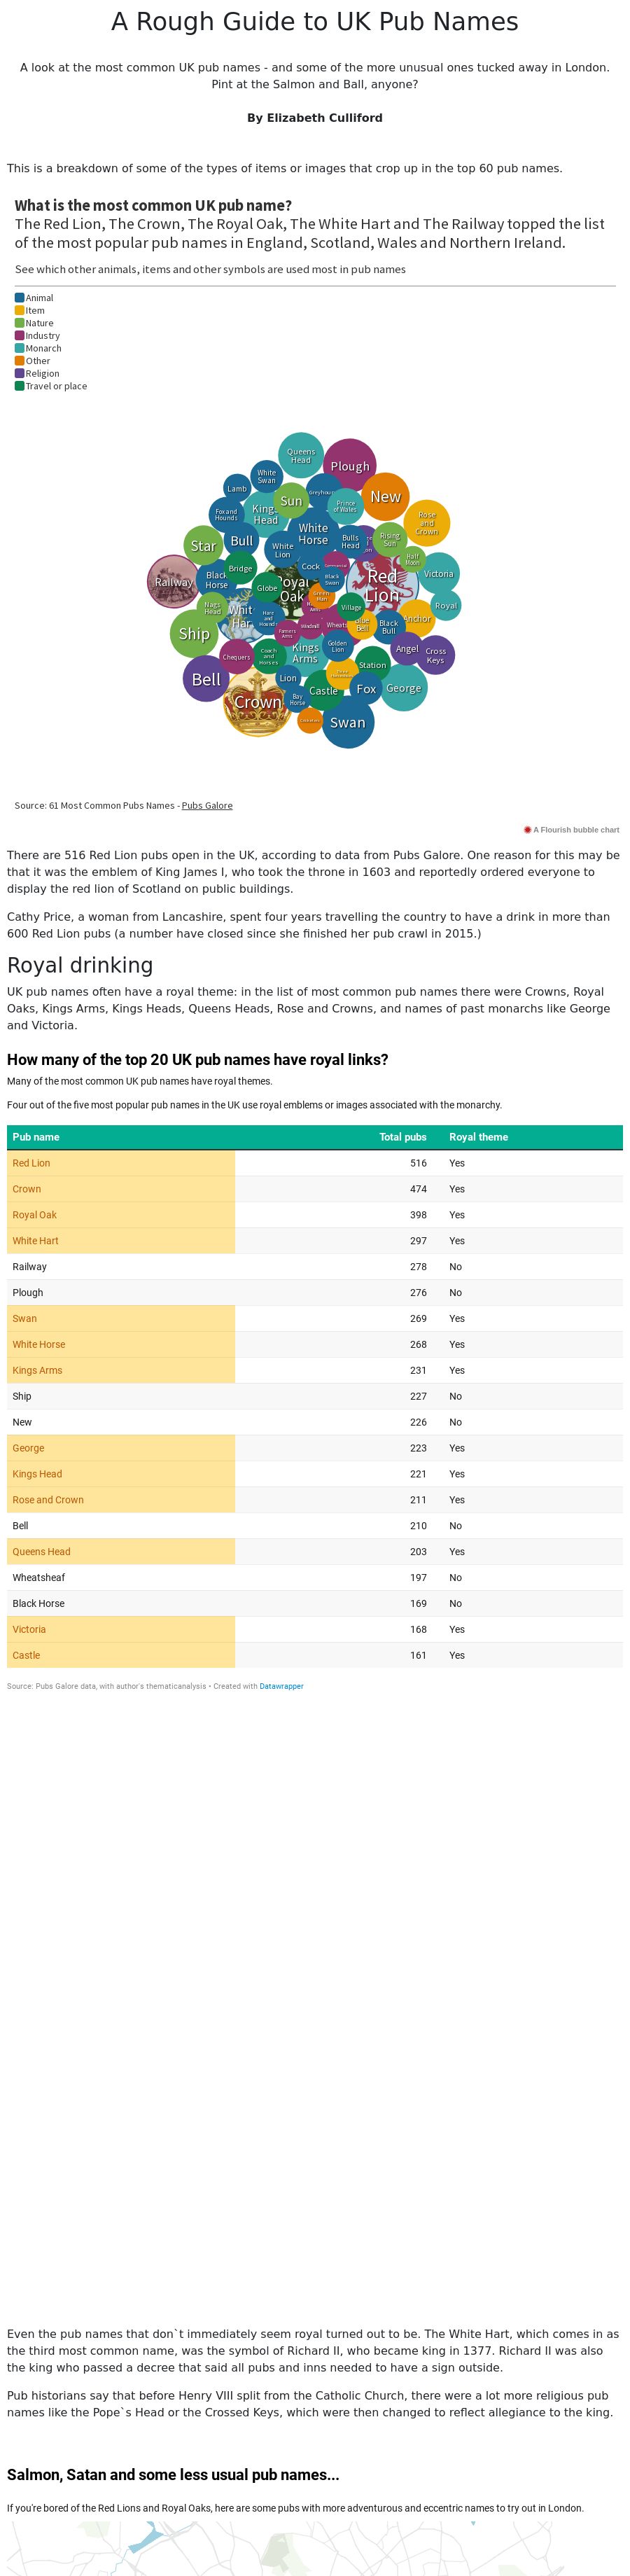 A Rough Guide to UK Pub Names
A look at the most common UK pub names - and some of the more unusual ones tucked away in London.
Pint at the Salmon and Ball, anyone?
By Elizabeth Culliford
This is a breakdown of some of the types of items or images that crop up in the top 60 pub names.
What is the most common UK pub name?
The Red Lion, The Crown, The Royal Oak, The White Hart and The Railway topped the list
of the most popular pub names in England, Scotland, Wales and Northern Ireland.
See which other animals, items and other symbols are used most in pub names
Animal
Item
Nature
Industry
Monarch
Other
Religion
Travel or place
Queens
Head
Plough
White
Swan
Lamb
Greyhound
New
Sun
Prince
of Wales
Kings
Head
Fox and
Hounds
Rose
and
Crown
White
Horse
Bull
Bulls
Head
Rising
Sun
Star
White
Lion
Half
Moon
Bridge
Cock
Railway
Black
Horse
Black
Swan
Red
Lion
Victoria
Globe
Oak
Green
Man
Nags
Head
Village
Royal
Ship
Hare
and
Hounds
Anchor
Bell
Black
Bull
Windmill
Farmers
Arms
Golden
Lion
Angel
Cross
Keys
Chequers
Coach
and
Horses
Kings
Arms
Station
Bell
Lion
Crown
Bay
Horse
Castle
Fox
George
Swan
Source: 61 Most Common Pubs Names - Pubs Galore
A Flourish bubble chart
There are 516 Red Lion pubs open in the UK, according to data from Pubs Galore. One reason for this may be
that it was the emblem of King James I, who took the throne in 1603 and reportedly ordered everyone to
display the red lion of Scotland on public buildings.
Cathy Price, a woman from Lancashire, spent four years travelling the country to have a drink in more than
600 Red Lion pubs (a number have closed since she finished her pub crawl in 2015.)
Royal drinking
UK pub names often have a royal theme: in the list of most common pub names there were Crowns, Royal
Oaks, Kings Arms, Kings Heads, Queens Heads, Rose and Crowns, and names of past monarchs like George
and Victoria.
How many of the top 20 UK pub names have royal links?
Many of the most common UK pub names have royal themes.
Four out of the five most popular pub names in the UK use royal emblems or images associated with the monarchy.
Pub name Total pubs Royal theme
Red Lion 516 Yes
Crown 474 Yes
Royal Oak 398 Yes
White Hart 297 Yes
Railway 278 No
Plough 276 No
Swan 269 Yes
White Horse 268 Yes
Kings Arms 231 Yes
Ship 227 No
New 226 No
George 223 Yes
Kings Head 221 Yes
Rose and Crown 211 Yes
Bell 210 No
Queens Head 203 Yes
Wheatsheaf 197 No
Black Horse 169 No
Victoria 168 Yes
Castle 161 Yes
Source: Pubs Galore data, with author's thematicanalysis • Created with Datawrapper
Even the pub names that don`t immediately seem royal turned out to be. The White Hart, which comes in as
the third most common name, was the symbol of Richard II, who became king in 1377. Richard II was also
the king who passed a decree that said all pubs and inns needed to have a sign outside.
Pub historians say that before Henry VIII split from the Catholic Church, there were a lot more religious pub
names like the Pope`s Head or the Crossed Keys, which were then changed to reflect allegiance to the king.
Salmon, Satan and some less usual pub names...
If you're bored of the Red Lions and Royal Oaks, here are some pubs with more adventurous and eccentric names to try out in London.